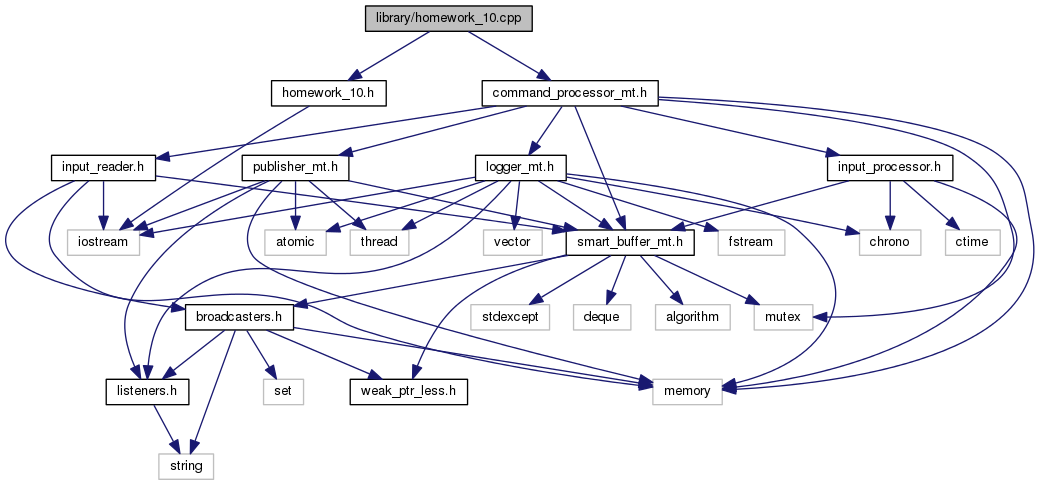 library/homework_10.cpp
homework_10.h
command_processor_mt.h
input_reader.h
publisher_mt.h
logger_mt.h
input_processor.h
iostream
atomic
thread
vector
smart_buffer_mt.h
fstream
chrono
ctime
broadcasters.h
stdexcept
deque
algorithm
mutex
listeners.h
set
weak_ptr_less.h
memory
string